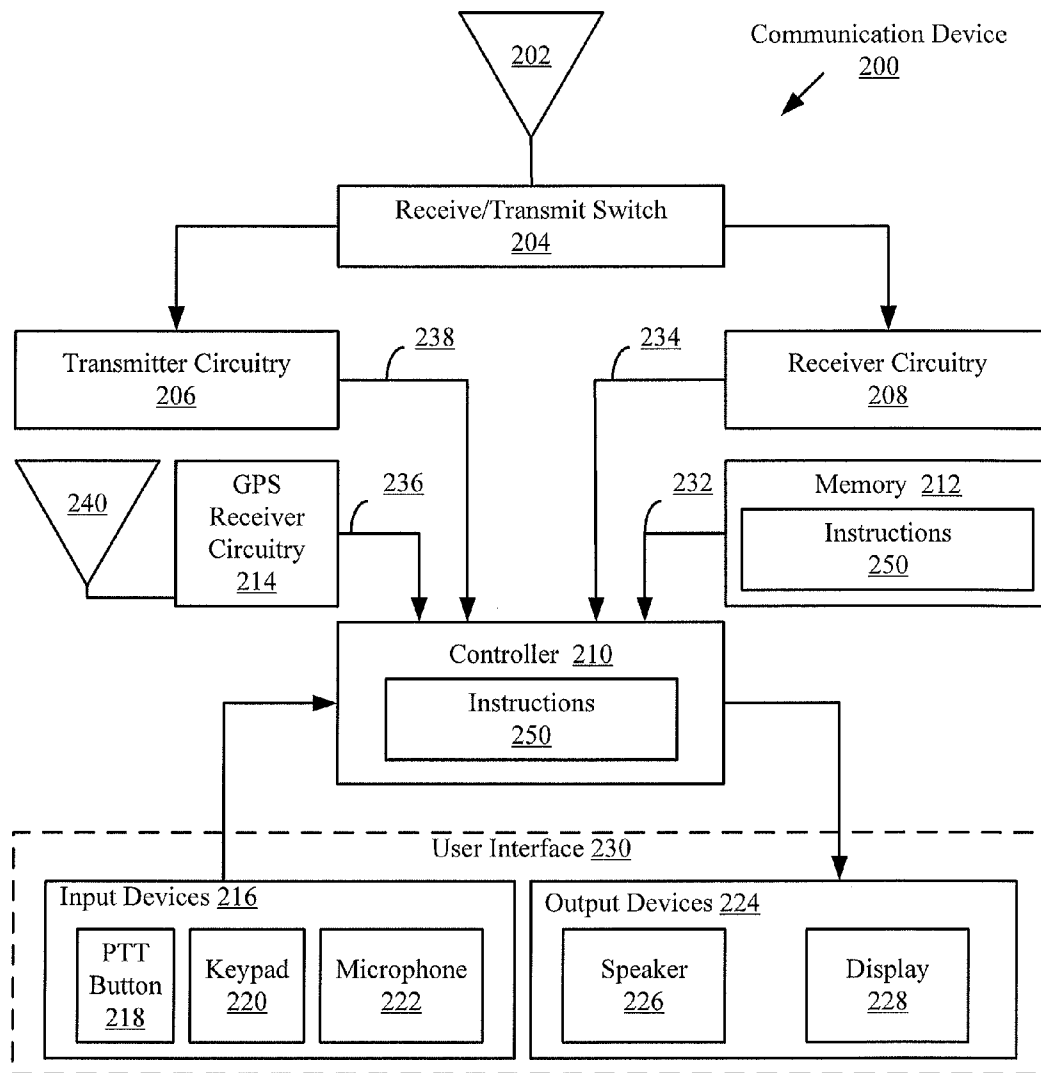 202
Communication Device
200
Receive/Transmit Switch
204
Transmitter Circuitry
206
238
234
Receiver Circuitry
208
240
GPS
Receiver
Circuitry
214
236
232
Memory 212
Instructions
250
Controller 210
Instructions
250
User Interface 230
Input Devices 216
PTT
Button
218
Keypad
220
Microphone
222
Output Devices 224
Speaker
226
Display
228